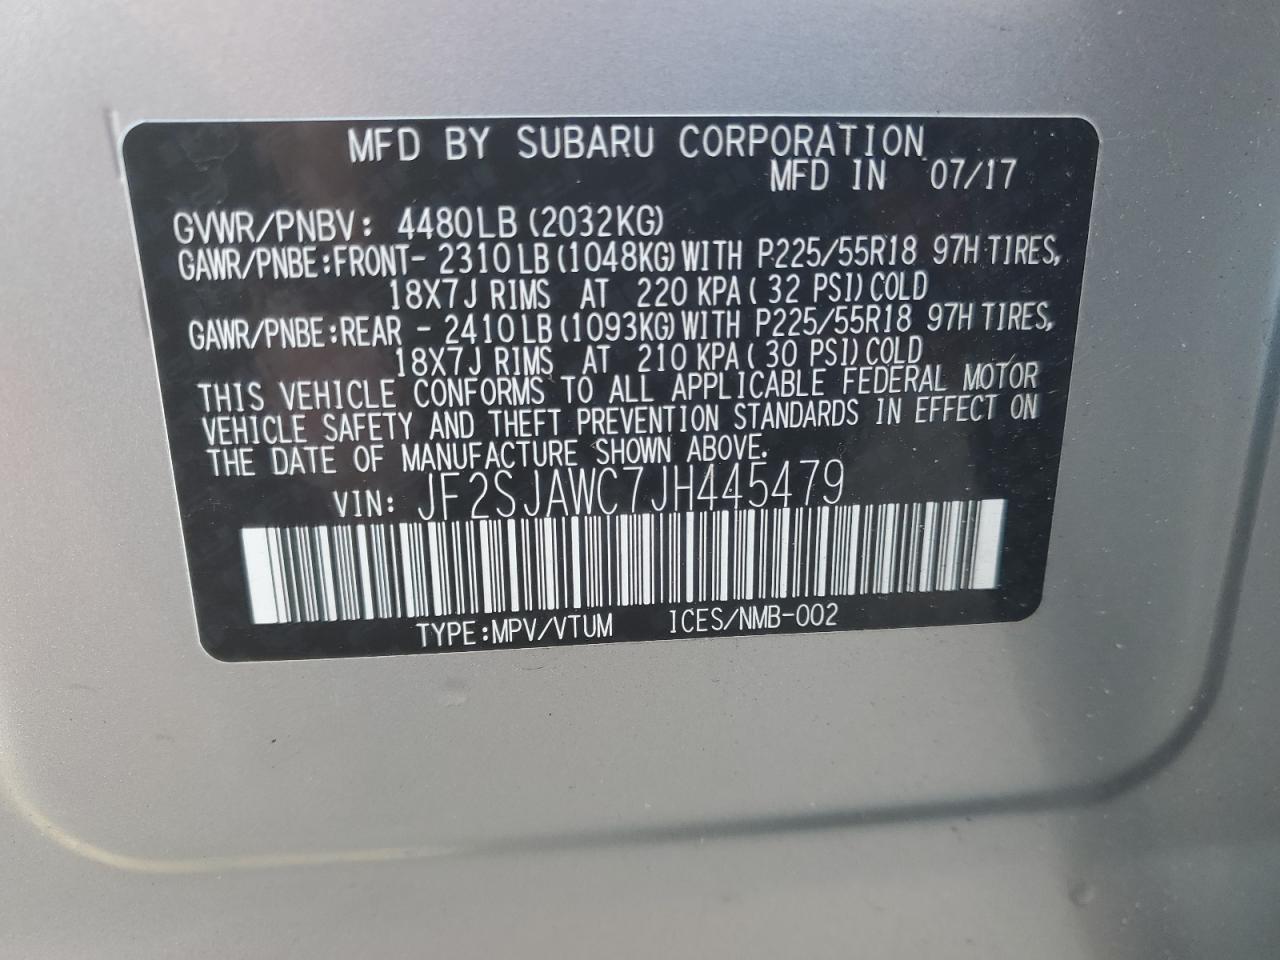 MFD BY SUBARU CORPORATION
MFD IN 07/17
GVWR/PNBV: 4480LB(2032KG)
GAWR/PNBE:FRONT- 2310LB(1048KG)WITH P225/55R18 97H TIRES,
18X7J RIMS AT 220 KPA( 32 PSI)COLD
GAWR/PNBE:REAR - 2410LB(1093KG)WITH P225/55R18 97H TIRES,
18X7J RIMS AT 210 KPA( 30 PSI)COLD
THIS VEHICLE CONFORMS TO ALL APPLICABLE FEDERAL MOTOR
VEHICLE SAFETY AND THEFT PREVENTION STANDARDS IN EFFECT ON
THE DATE OF MANUFACTURE SHOWN ABOVE.
VIN: JF2SJAWC7JH445479
TYPE:MPV/VTUM ICES/NMB-002